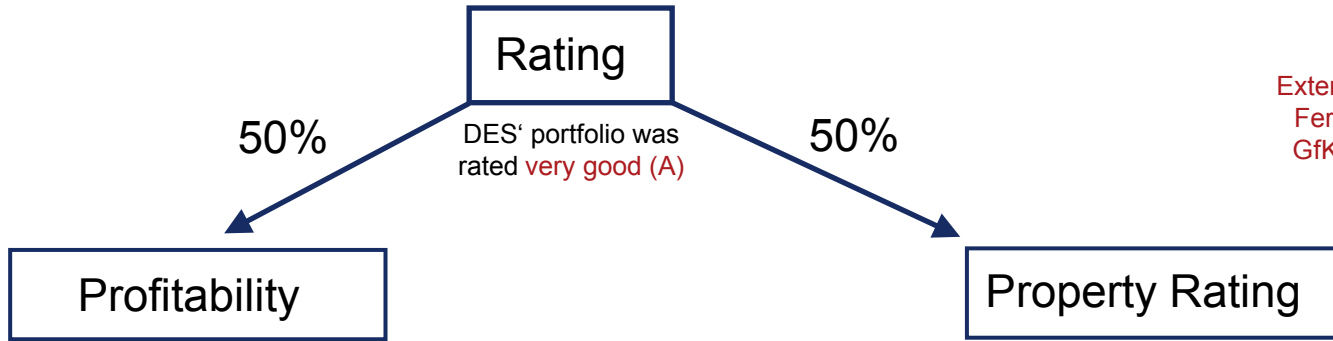 Rating
50%
DES‘ portfolio was
rated very good (A)
50%
Profitability
Property Rating